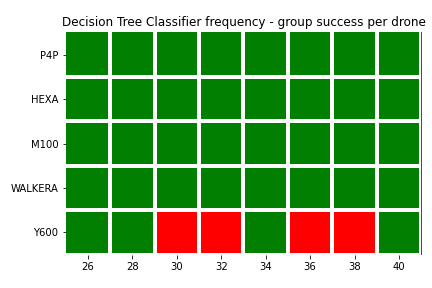 Decision Tree Classifier frequency - group success per drone
P4P
HEXA
M100
WALKERA
Y600
26 28 30 32 34 36 38 40